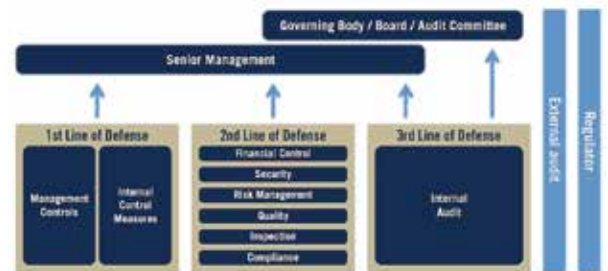 Governing Body / Board / Audit Committee
Senior Management
1st Line of Defense
Management
Controls
Internal
Control
Measures
2nd Line of Defense
Financial Control
Security
Risk Management
Quality
Inspection
Compliance
3rd Line of Defense
Internal
Audit
External audit
Regulator